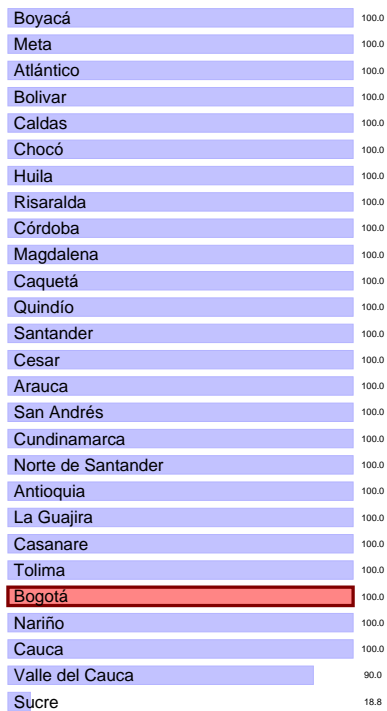 Boyacá 100.0
Meta 100.0
Atlántico 100.0
Bolivar 100.0
Caldas 100.0
Chocó 100.0
Huila 100.0
Risaralda 100.0
Córdoba 100.0
Magdalena 100.0
Caquetá 100.0
Quindío 100.0
Santander 100.0
Cesar 100.0
Arauca 100.0
San Andrés 100.0
Cundinamarca 100.0
Norte de Santander 100.0
Antioquia 100.0
La Guajira 100.0
Casanare 100.0
Tolima 100.0
Bogotá 100.0
Nariño 100.0
Cauca 100.0
Valle del Cauca 90.0
Sucre 18.8